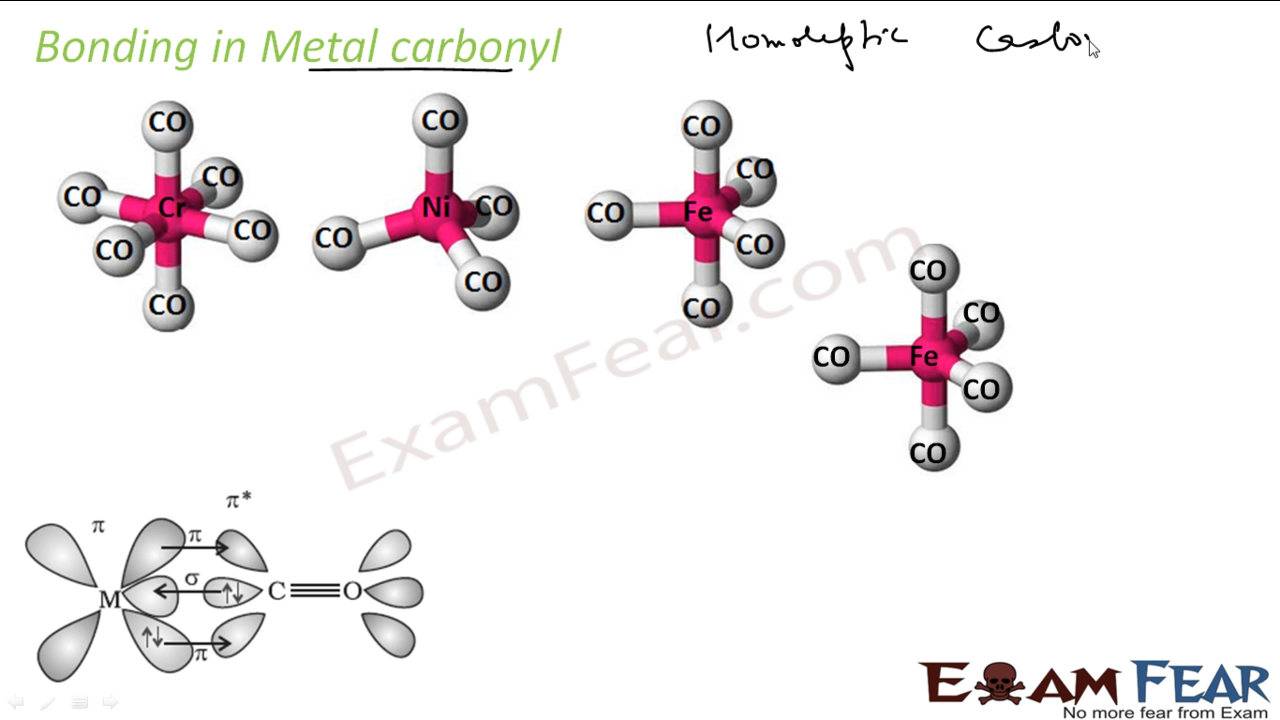 Bonding in Metal carbonyl
Homoleptic Carbo
CO
CO
CO
Cr
CO
CO
CO
CO
CO
Ni
CO
CO
CO
CO
CO
Fe
CO
CO
CO
CO
CO
Fe
CO
CO
CO
ExamFear.com
π*
π
π
σ
M
C
O
π
EXAM FEAR
No more fear from Exam